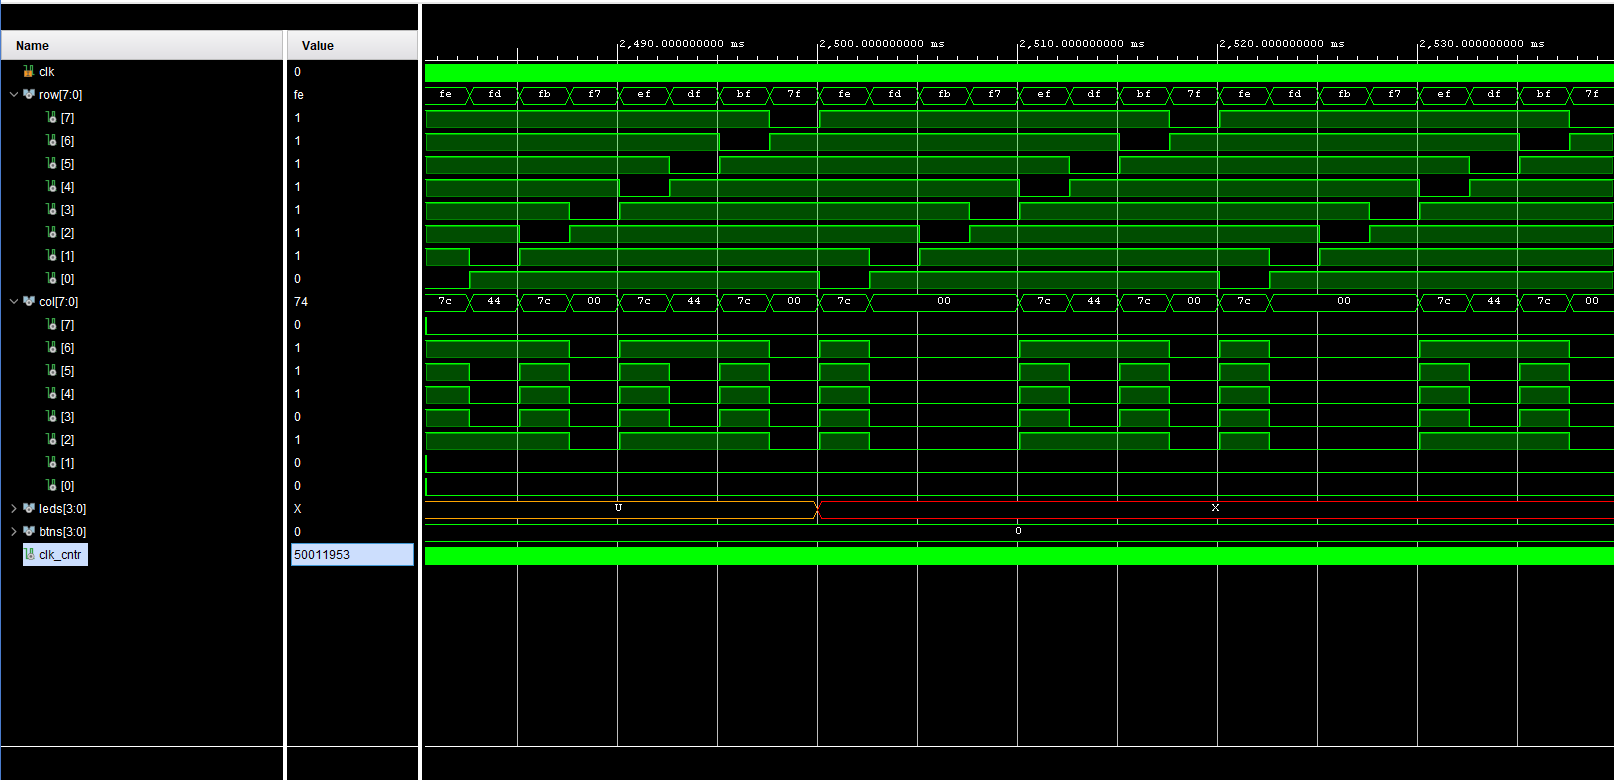 Name Value
2,490.000000000 ms 2,500.000000000 ms 2,510.000000000 ms 2,520.000000000 ms 2,530.000000000 ms
clk 0
row[7:0] fe fe fd fb f7 ef df bf 7f fe fd fb f7 ef df bf 7f fe fd fb f7 ef df bf 7f
[7] 1
[6] 1
[5] 1
[4] 1
[3] 1
[2] 1
[1] 1
[0] 0
col[7:0] 74 7c 44 7c 00 7c 44 7c 00 7c 00 7c 44 7c 00 7c 00 7c 44 7c 00
[7] 0
[6] 1
[5] 1
[4] 1
[3] 0
[2] 1
[1] 0
[0] 0
leds[3:0] X U X
btns[3:0] 0 0
clk_cntr 50011953